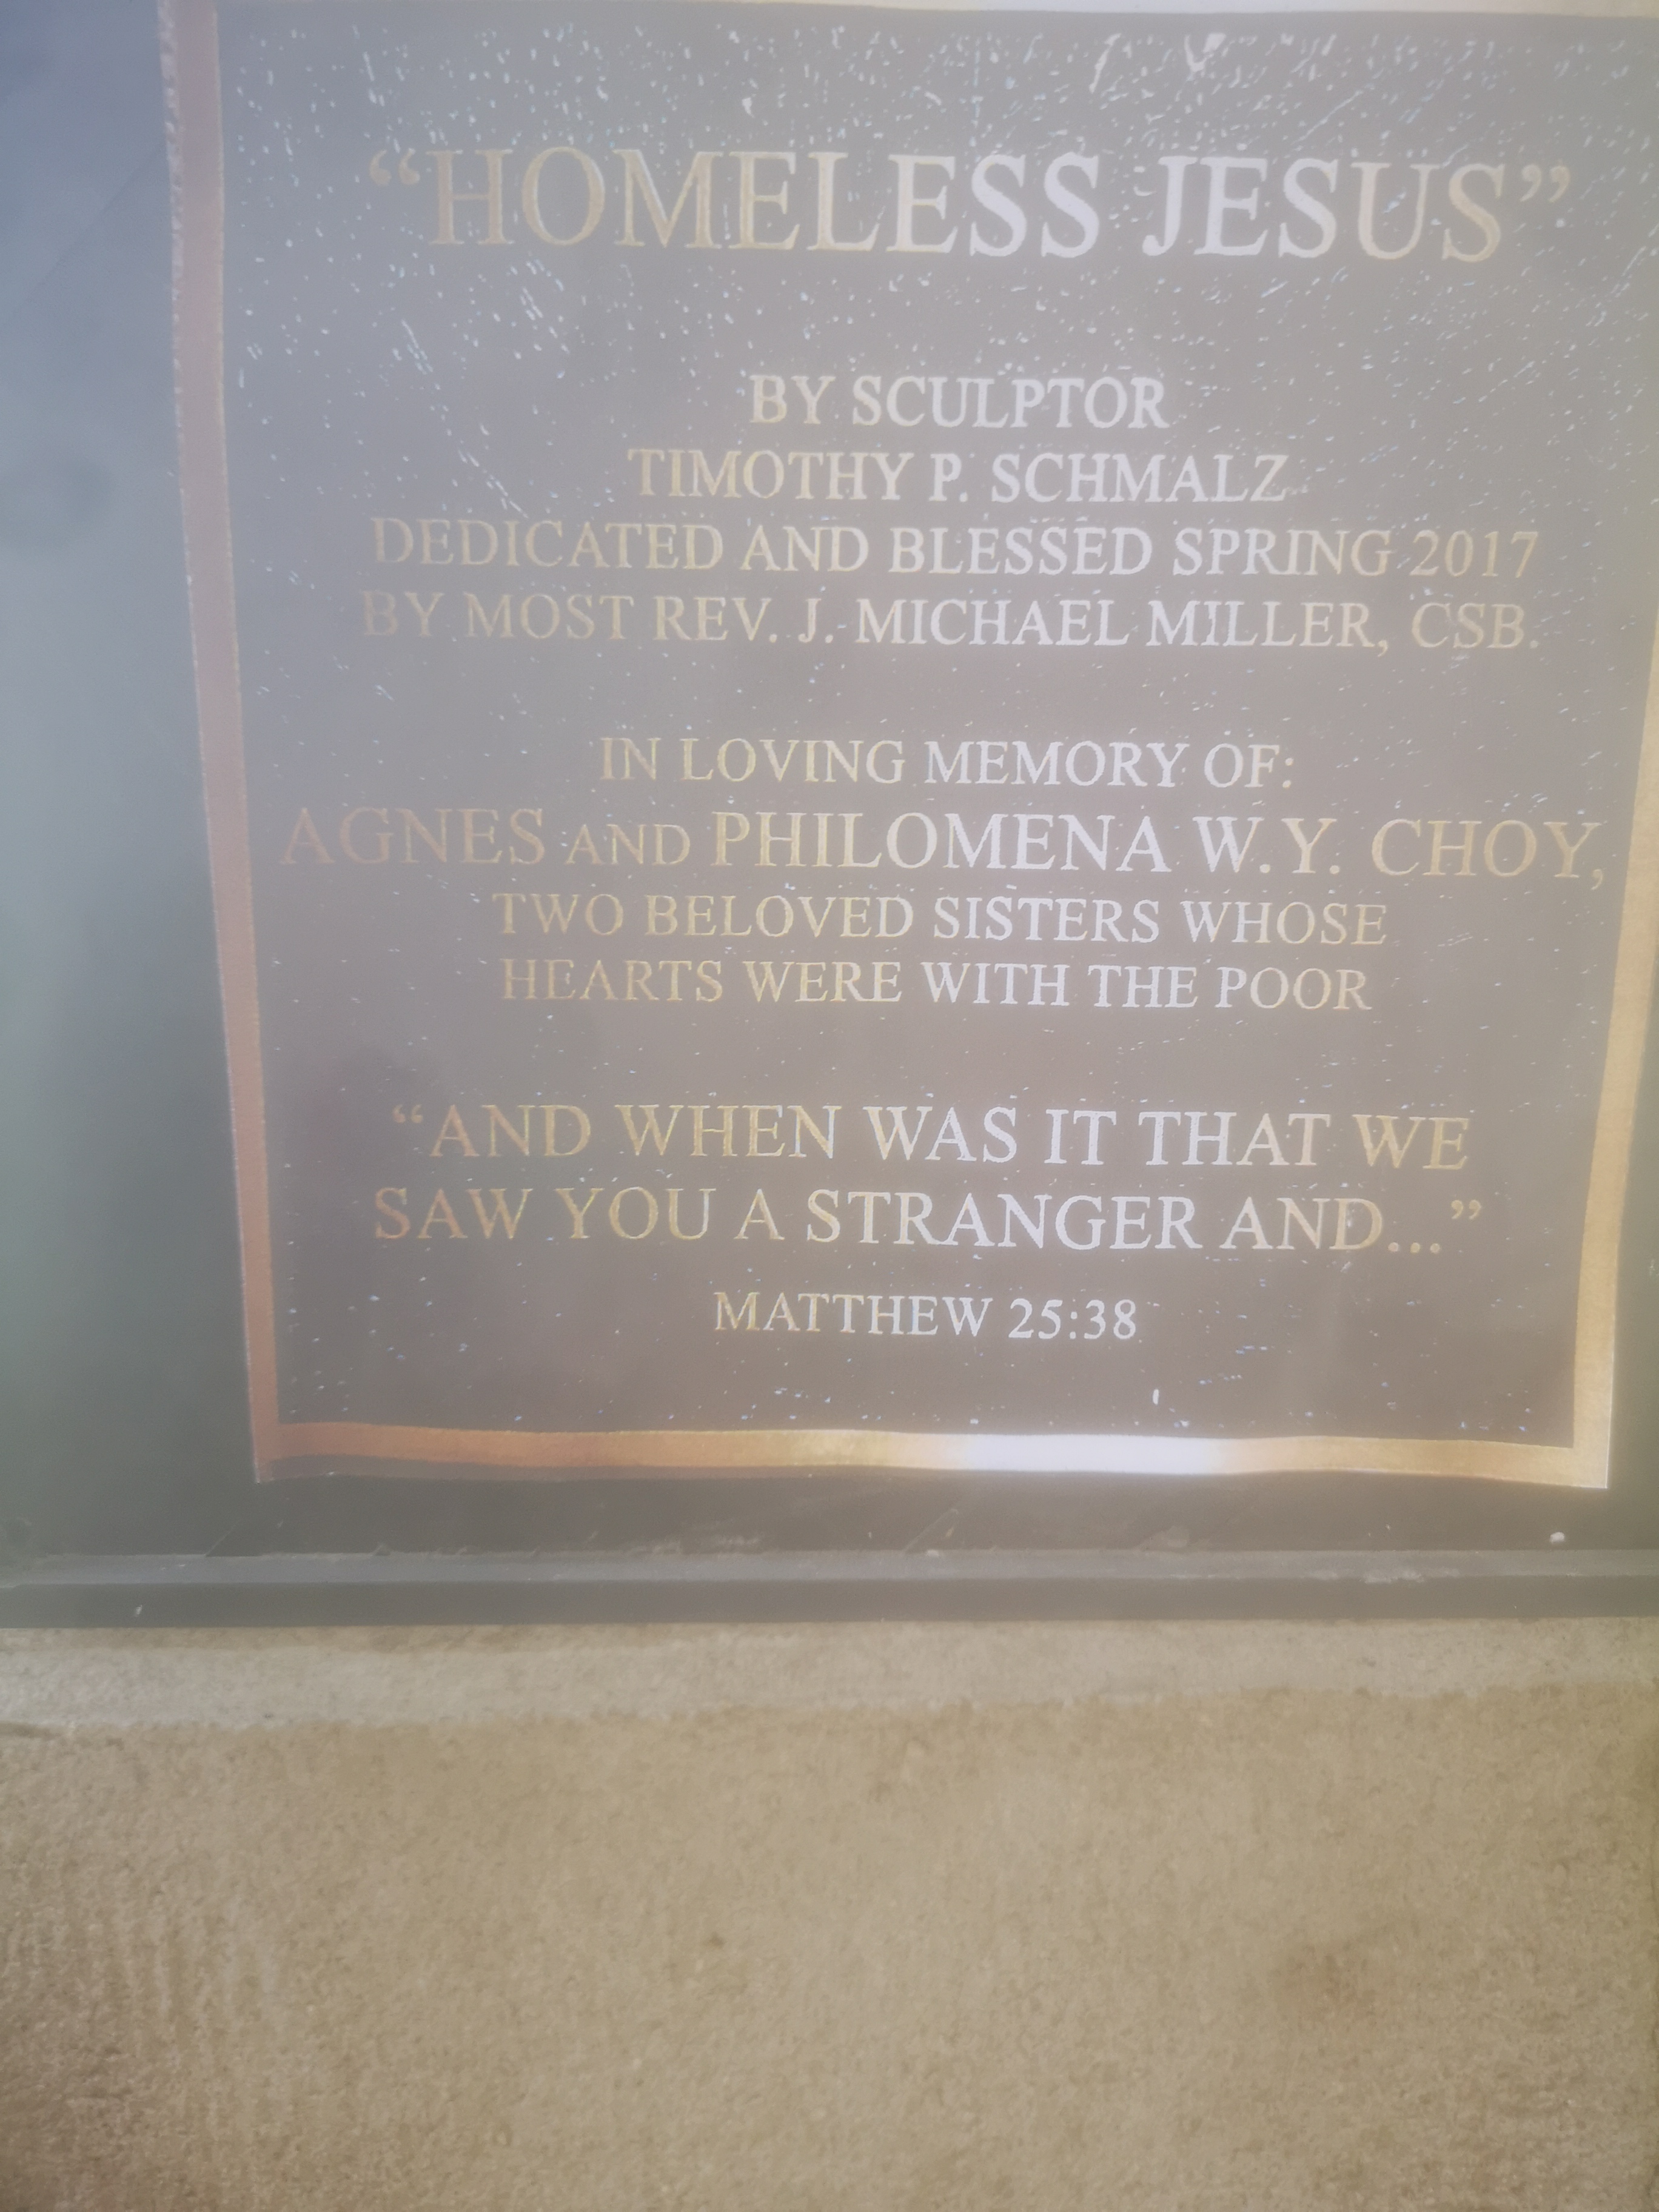 “HOMELESS JESUS”
BY SCULPTOR
TIMOTHY P. SCHMALZ
DEDICATED AND BLESSED SPRING 2017
BY MOST REV. J. MICHAEL MILLER, CSB.
IN LOVING MEMORY OF:
AGNES AND PHILOMENA W.Y. CHOY,
TWO BELOVED SISTERS WHOSE
HEARTS WERE WITH THE POOR
“AND WHEN WAS IT THAT WE
SAW YOU A STRANGER AND...”
MATTHEW 25:38